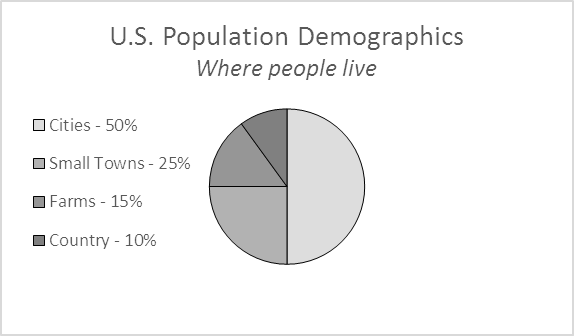 U.S. Population Demographics
Where people live
Cities - 50%
Small Towns - 25%
Farms - 15%
Country - 10%